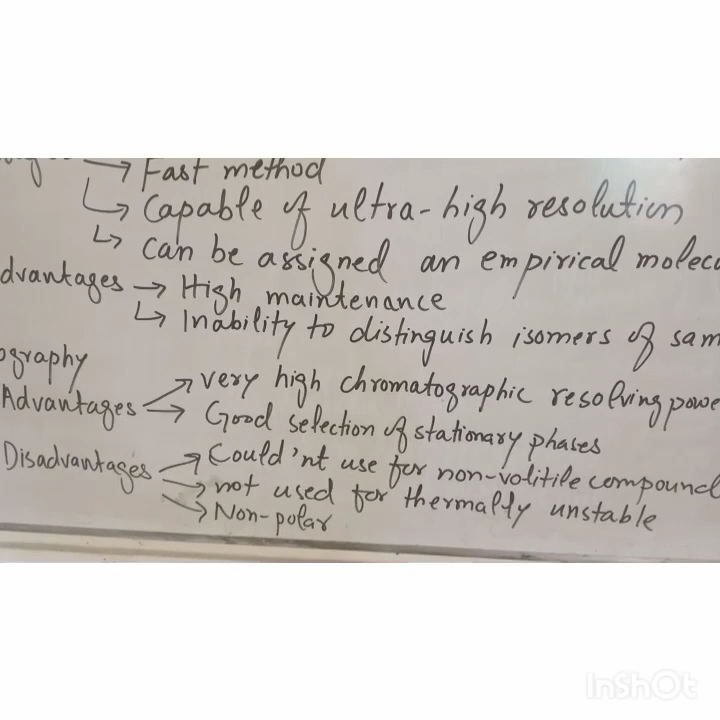 → Fast method
↳ Capable of ultra-high resolution
↳ can be assigned an empirical molecu
dvantages → High maintenance
↳ Inability to distinguish isomers of sam
ography
Advantages → very high chromatographic resolving powe
→ Good selection of stationary phases
Disadvantages → Could'nt use for non-volitile compound
→ not used for thermally unstable
→ Non-polar
InShOt